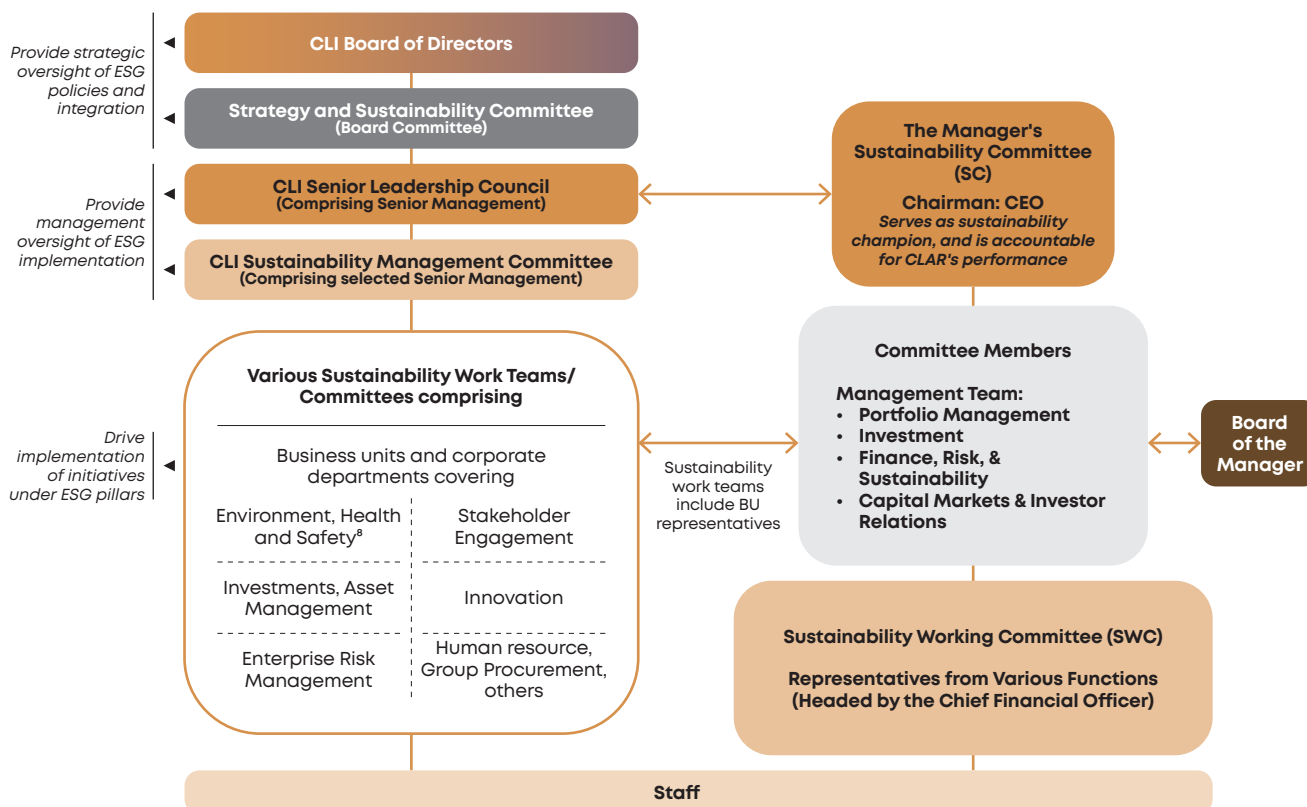 Provide strategic
oversight of ESG
policies and
integration
CLI Board of Directors
Strategy and Sustainability Committee
(Board Committee)
Provide
management
oversight of ESG
implementation
CLI Senior Leadership Council
(Comprising Senior Management)
CLI Sustainability Management Committee
(Comprising selected Senior Management)
The Manager's
Sustainability Committee
(SC)
Chairman: CEO
Serves as sustainability
champion, and is accountable
for CLAR's performance
Drive
implementation
of initiatives
under ESG pillars
Various Sustainability Work Teams/
Committees comprising
Business units and corporate
departments covering
Environment, Health
and Safety⁸
Stakeholder
Engagement
Investments, Asset
Management
Innovation
Enterprise Risk
Management
Human resource,
Group Procurement,
others
Sustainability
work teams
include BU
representatives
Committee Members
Management Team:
• Portfolio Management
• Investment
• Finance, Risk, &
Sustainability
• Capital Markets & Investor
Relations
Board
of the
Manager
Sustainability Working Committee (SWC)
Representatives from Various Functions
(Headed by the Chief Financial Officer)
Staff